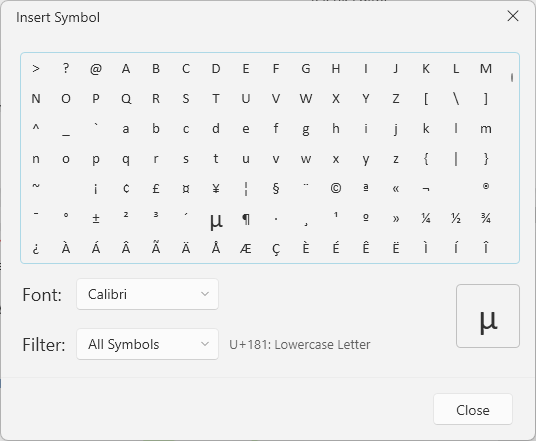 Insert Symbol
> ? @ A B C D E F G H I J K L M
N O P Q R S T U V W X Y Z [ \ ]
^ _ ` a b c d e f g h i j k l m
n o p q r s t u v w x y z { | }
~ ¡ ¢ £ ¤ ¥ ¦ § ¨ © ª « ¬ ®
¯ ° ± ² ³ ´ µ ¶ · ¸ ¹ º » ¼ ½ ¾
¿ À Á Â Ã Ä Å Æ Ç È É Ê Ë Ì Í Î
Font: Calibri
µ
Filter: All Symbols U+181: Lowercase Letter
Close